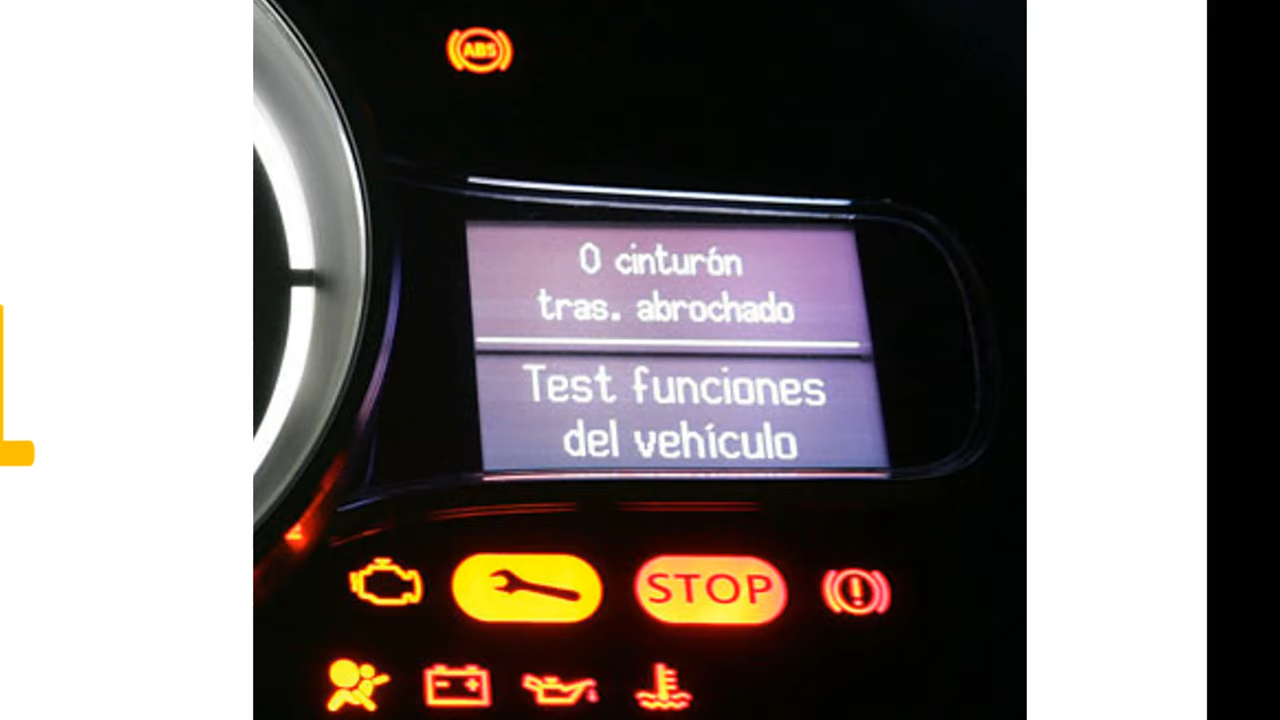 ABS
0 cinturón
tras. abrochado
Test funciones
del vehículo
STOP